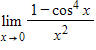 lim x→0 (1 − cos⁴ x) / x²